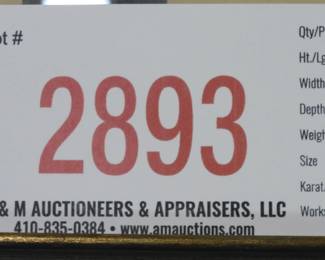 ot #
2893
& M AUCTIONEERS & APPRAISERS, LLC
410-835-0384 • www.amauctions.com
Qty/P
Ht./Lg
Width
Depth
Weigh
Size
Karat.
Works